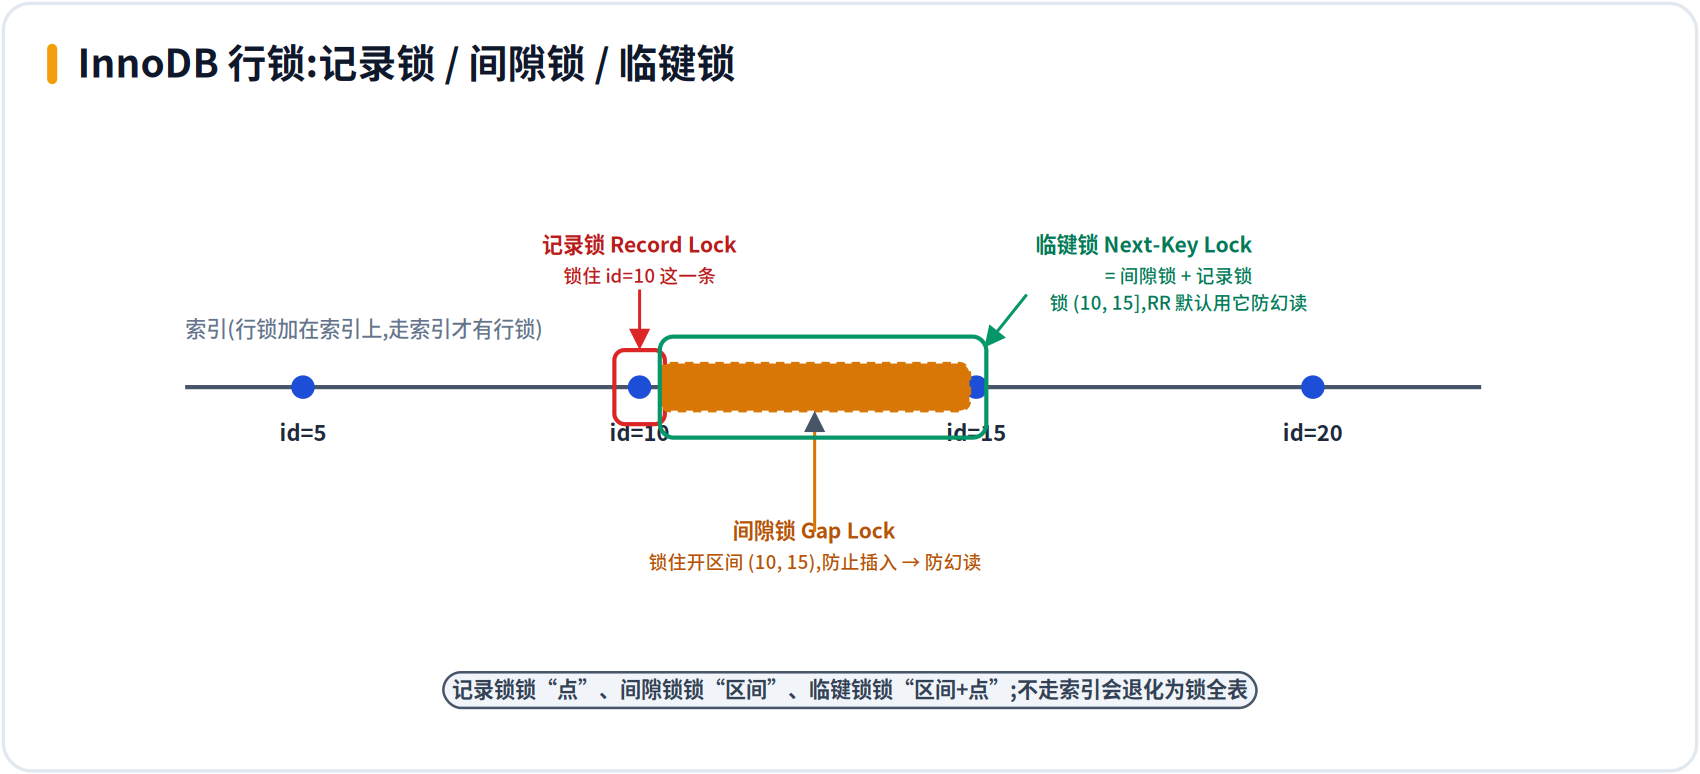 InnoDB 行锁:记录锁 / 间隙锁 / 临键锁
记录锁 Record Lock
锁住 id=10 这一条
临键锁 Next-Key Lock
= 间隙锁 + 记录锁
锁 (10, 15],RR 默认用它防幻读
索引(行锁加在索引上,走索引才有行锁)
id=5
id=10
id=15
id=20
间隙锁 Gap Lock
锁住开区间 (10, 15),防止插入 → 防幻读
记录锁锁“点”、间隙锁锁“区间”、临键锁锁“区间+点”;不走索引会退化为锁全表